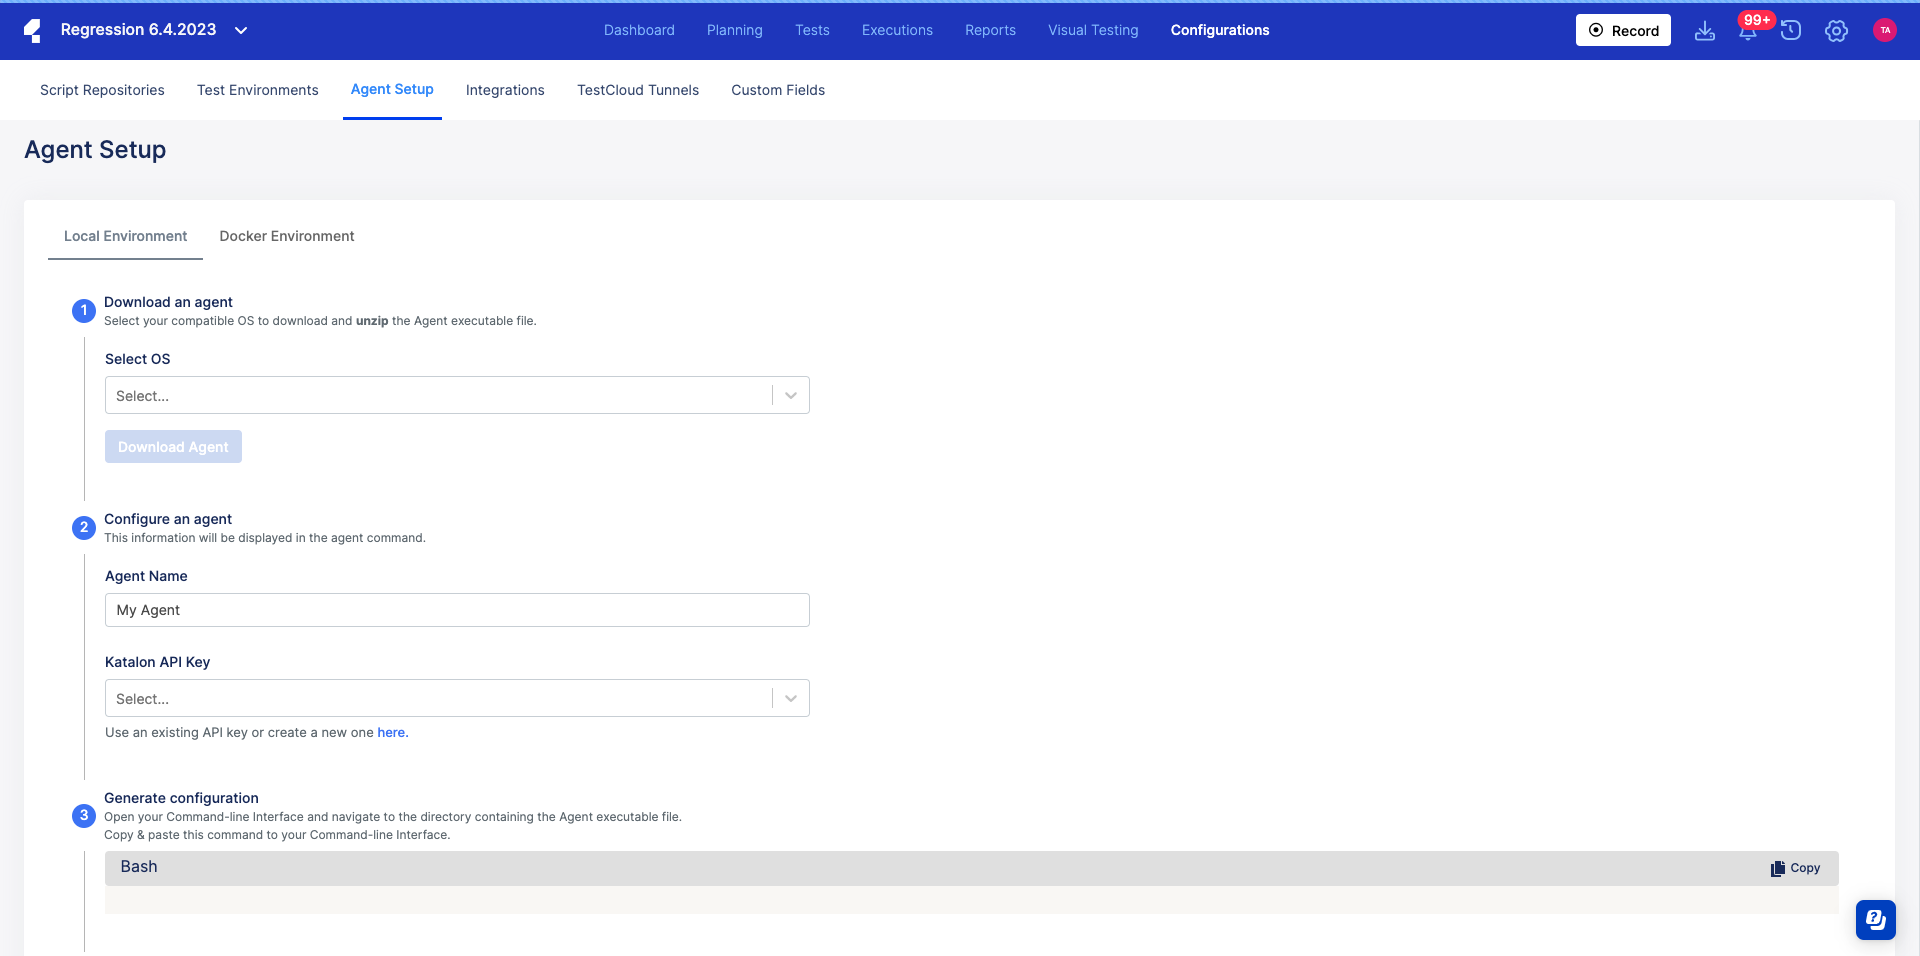 Regression 6.4.2023
Dashboard Planning Tests Executions Reports Visual Testing Configurations
Record
99+
TA
Script Repositories Test Environments Agent Setup Integrations TestCloud Tunnels Custom Fields
Agent Setup
Local Environment Docker Environment
1
Download an agent
Select your compatible OS to download and unzip the Agent executable file.
Select OS
Select...
Download Agent
2
Configure an agent
This information will be displayed in the agent command.
Agent Name
My Agent
Katalon API Key
Select...
Use an existing API key or create a new one here.
3
Generate configuration
Open your Command-line Interface and navigate to the directory containing the Agent executable file.
Copy & paste this command to your Command-line Interface.
Bash Copy
?